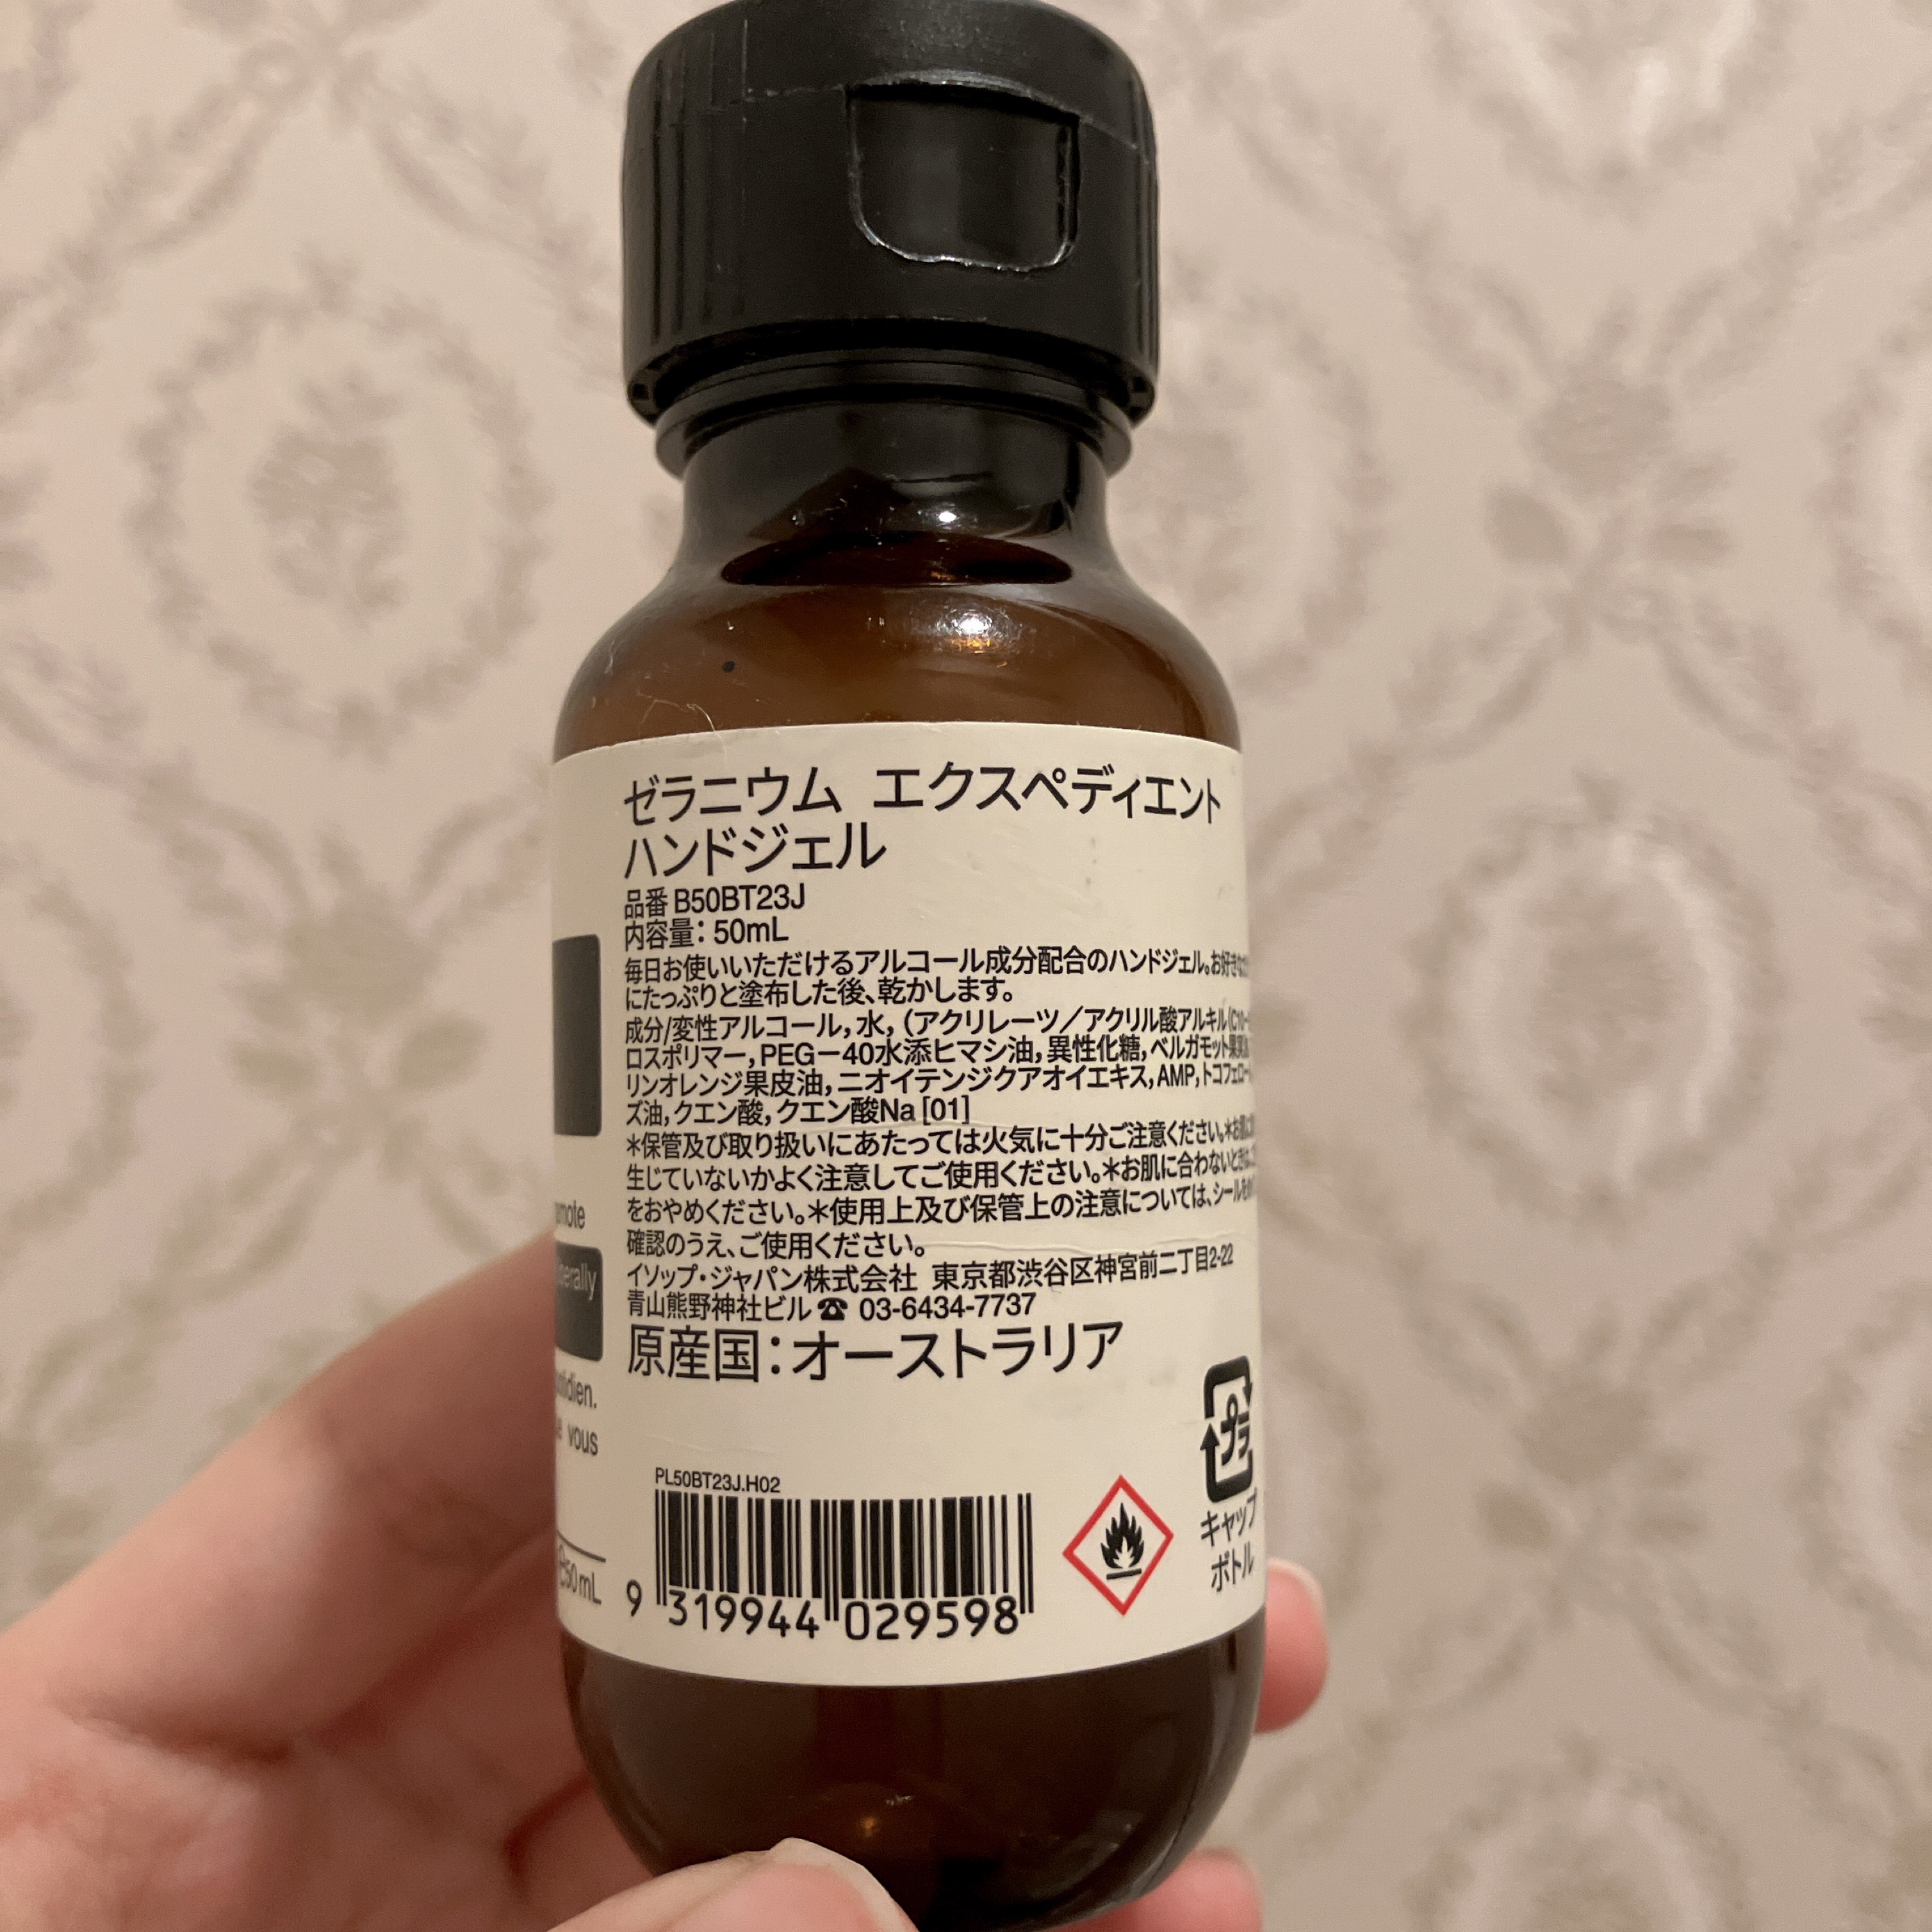 ゼラニウム エクスペディエント
ハンドジェル
品番 B50BT23J
内容量：50mL
毎日お使いいただけるアルコール成分配合のハンドジェル。お好き
にたっぷりと塗布した後、乾かします。
成分/変性アルコール，水，（アクリレーツ／アクリル酸アルキル(C10-
ロスポリマー，PEG－40水添ヒマシ油，異性化糖，ベルガモット果実油
リンオレンジ果皮油，ニオイテンジクアオイエキス，AMP，トコフェロー
ズ油，クエン酸，クエン酸Na [01]
＊保管及び取り扱いにあたっては火気に十分ご注意ください。＊お肌に
生じていないかよく注意してご使用ください。＊お肌に合わないときは、
をおやめください。＊使用上及び保管上の注意については、シールを
確認のうえ、ご使用ください。
イソップ・ジャパン株式会社 東京都渋谷区神宮前二丁目2-22
青山熊野神社ビル ☎ 03-6434-7737
原産国：オーストラリア
プラ
キャップ
ボトル
PL50BT23J.H02
9 319944 029598
erally
tidien.
vous
℮50 mL